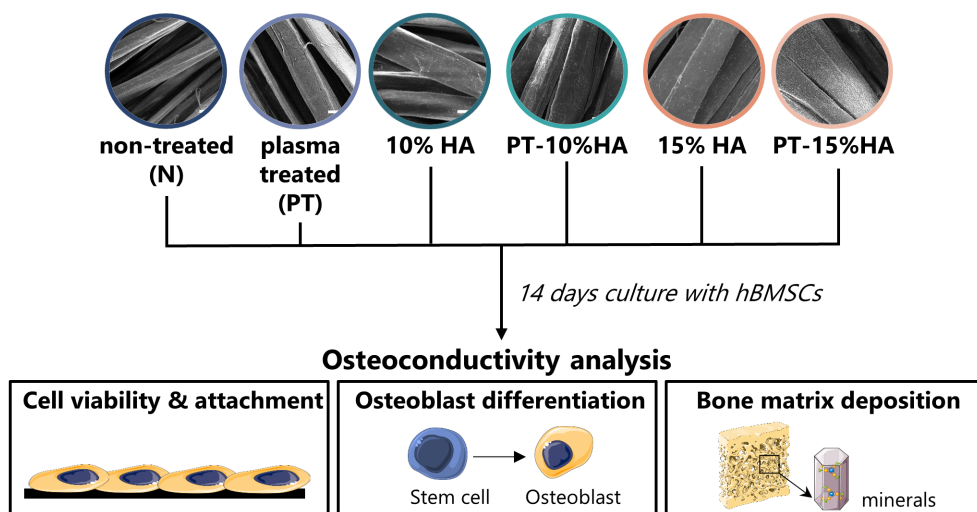 non-treated
(N)
plasma
treated
(PT)
10% HA
PT-10%HA
15% HA
PT-15%HA
14 days culture with hBMSCs
Osteoconductivity analysis
Cell viability & attachment
Osteoblast differentiation
Bone matrix deposition
Stem cell
Osteoblast
minerals